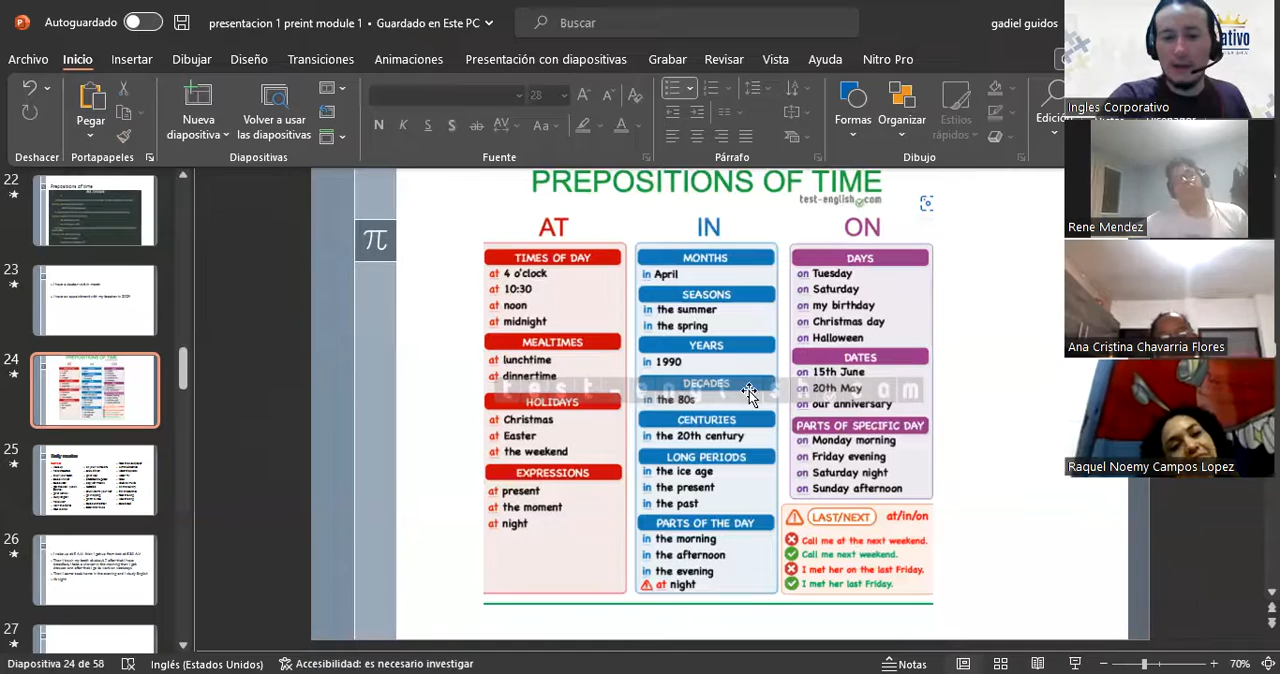 Autoguardado
presentacion 1 preint module 1 • Guardado en Este PC
Buscar
gadiel guidos
Archivo Inicio Insertar Dibujar Diseño Transiciones Animaciones Presentación con diapositivas Grabar Revisar Vista Ayuda Nitro Pro
Pegar
Nueva diapositiva
Volver a usar las diapositivas
28
N K S S ab AV Aa A
Formas Organizar Estilos rápidos Edición
Deshacer Portapapeles Diapositivas Fuente Párrafo Dibujo
ativo
Ingles Corporativo
Rene Mendez
Ana Cristina Chavarria Flores
Raquel Noemy Campos Lopez
22
Prepositions of time
23
24
25
26
27
π
PREPOSITIONS OF TIME
test-english.com
AT
TIMES OF DAY
at 4 o'clock
at 10:30
at noon
at midnight
MEALTIMES
at lunchtime
at dinnertime
HOLIDAYS
at Christmas
at Easter
at the weekend
EXPRESSIONS
at present
at the moment
at night
IN
MONTHS
in April
SEASONS
in the summer
in the spring
YEARS
in 1990
DECADES
in the 80s
CENTURIES
in the 20th century
LONG PERIODS
in the ice age
in the present
in the past
PARTS OF THE DAY
in the morning
in the afternoon
in the evening
at night
ON
DAYS
on Tuesday
on Saturday
on my birthday
on Christmas day
on Halloween
DATES
on 15th June
on 20th May
on our anniversary
PARTS OF SPECIFIC DAY
on Monday morning
on Friday evening
on Saturday night
on Sunday afternoon
LAST/NEXT at/in/on
Call me at the next weekend.
Call me next weekend.
I met her on the last Friday.
I met her last Friday.
test-english.com
Diapositiva 24 de 58
Inglés (Estados Unidos)
Accesibilidad: es necesario investigar
Notas
70%